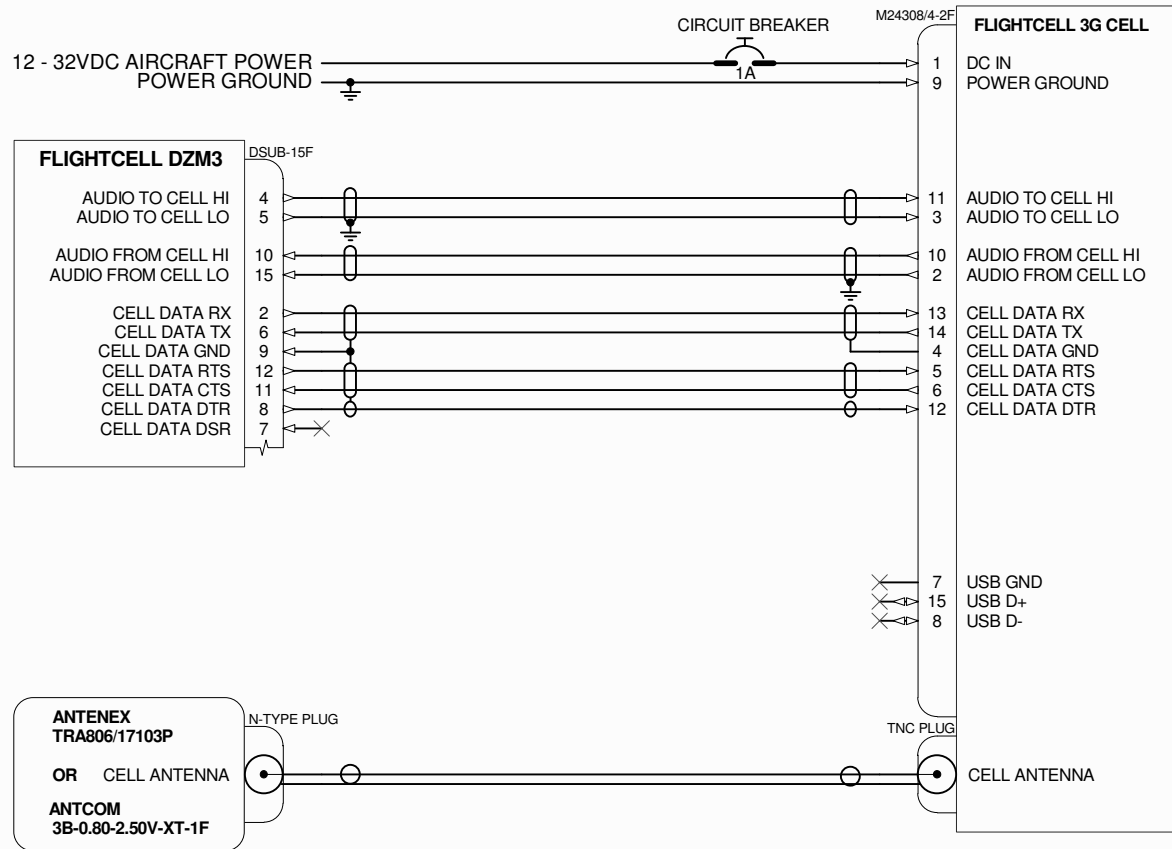 CIRCUIT BREAKER
M24308/4-2F
FLIGHTCELL 3G CELL
12 - 32VDC AIRCRAFT POWER
1A
1 DC IN
POWER GROUND
9 POWER GROUND
FLIGHTCELL DZM3
DSUB-15F
AUDIO TO CELL HI 4
11 AUDIO TO CELL HI
AUDIO TO CELL LO 5
3 AUDIO TO CELL LO
AUDIO FROM CELL HI 10
10 AUDIO FROM CELL HI
AUDIO FROM CELL LO 15
2 AUDIO FROM CELL LO
CELL DATA RX 2
13 CELL DATA RX
CELL DATA TX 6
14 CELL DATA TX
CELL DATA GND 9
4 CELL DATA GND
CELL DATA RTS 12
5 CELL DATA RTS
CELL DATA CTS 11
6 CELL DATA CTS
CELL DATA DTR 8
12 CELL DATA DTR
CELL DATA DSR 7
7 USB GND
15 USB D+
8 USB D-
ANTENEX
TRA806/17103P
N-TYPE PLUG
TNC PLUG
OR CELL ANTENNA
CELL ANTENNA
ANTCOM
3B-0.80-2.50V-XT-1F